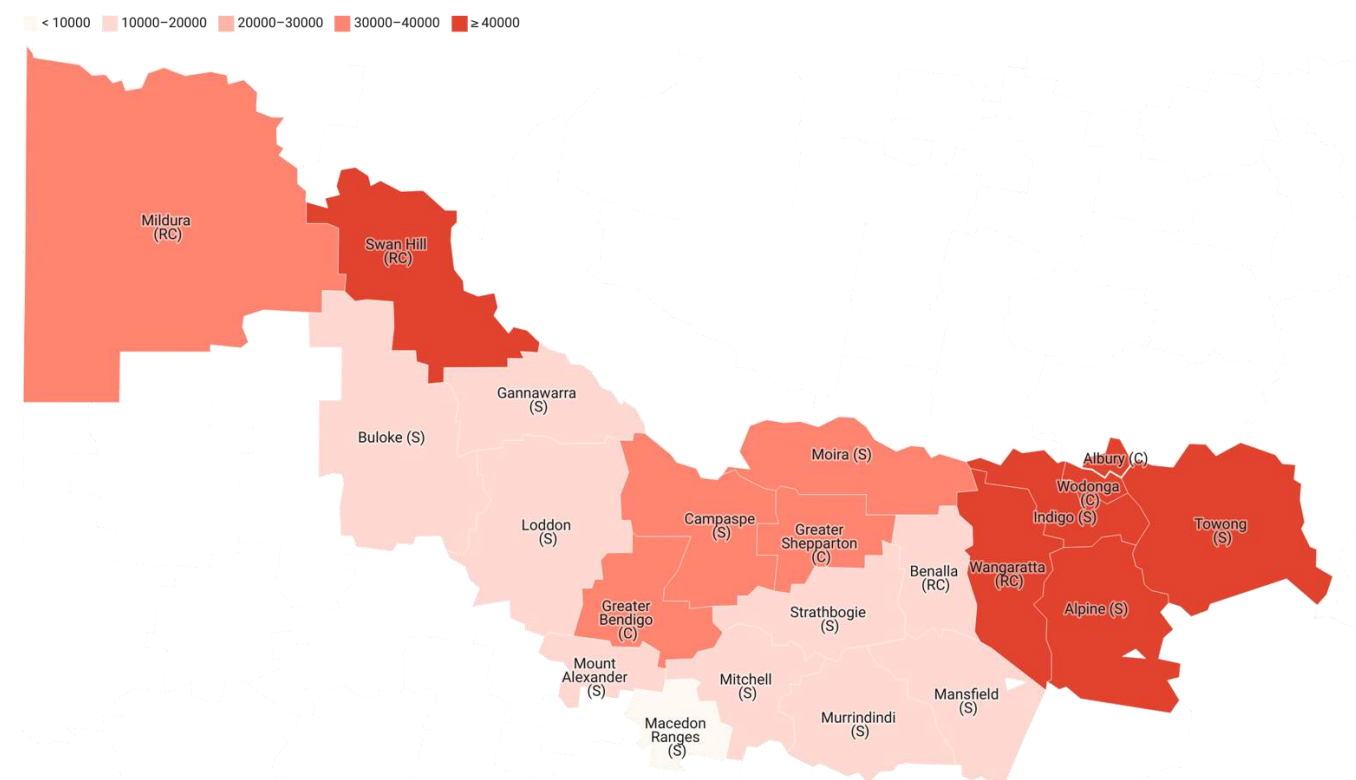 < 10000 10000–20000 20000–30000 30000–40000 ≥ 40000
Mildura
(RC)
Swan Hill
(RC)
Gannawarra
(S)
Buloke (S)
Loddon
(S)
Moira (S)
Campaspe
(S)
Greater
Shepparton
(C)
Greater
Bendigo
(C)
Mount
Alexander
(S)
Macedon
Ranges
(S)
Mitchell
(S)
Strathbogie
(S)
Murrindindi
(S)
Mansfield
(S)
Benalla
(RC)
Wangaratta
(RC)
Albury (C)
Wodonga
(C)
Indigo (S)
Towong
(S)
Alpine (S)